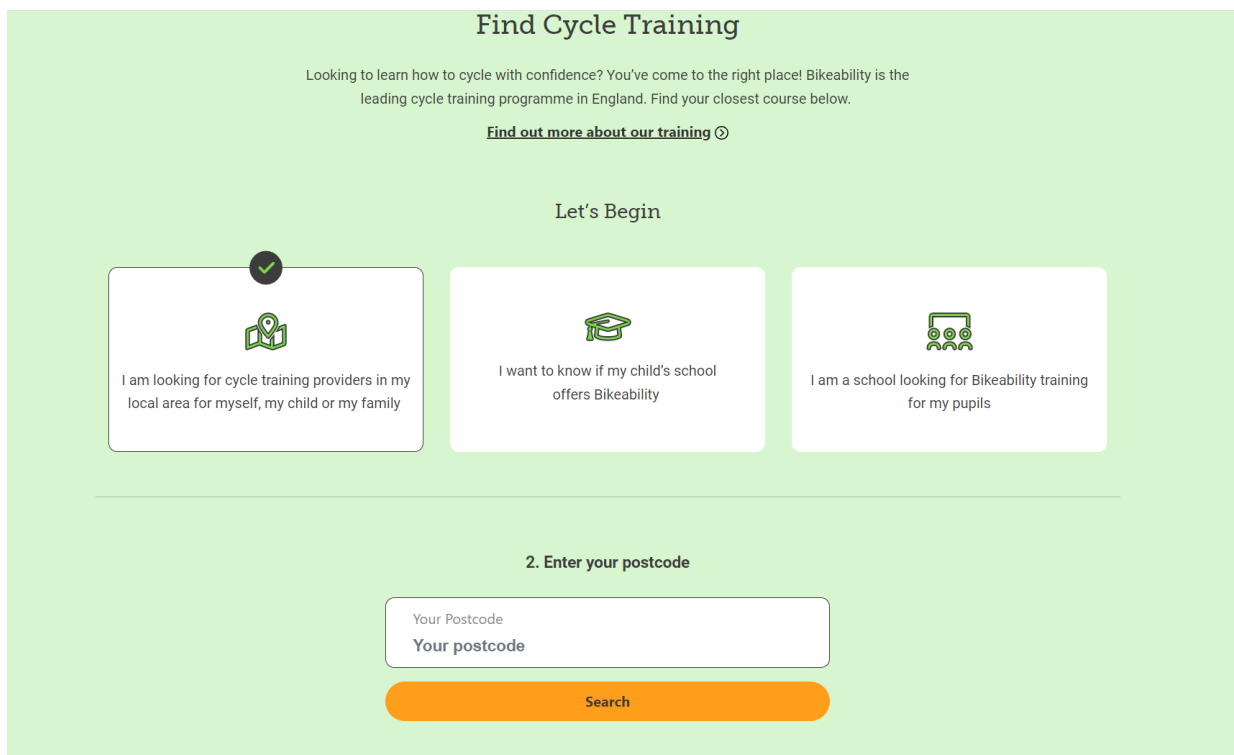 Find Cycle Training
Looking to learn how to cycle with confidence? You've come to the right place! Bikeability is the
leading cycle training programme in England. Find your closest course below.
Find out more about our training
Let's Begin
I am looking for cycle training providers in my
local area for myself, my child or my family
I want to know if my child's school
offers Bikeability
I am a school looking for Bikeability training
for my pupils
2. Enter your postcode
Your Postcode
Your postcode
Search